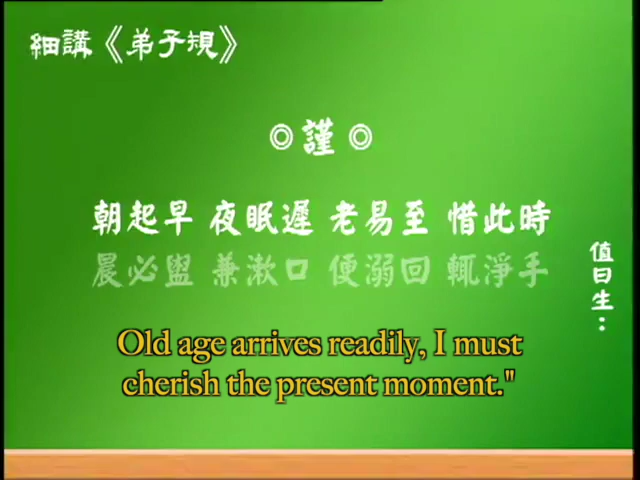 細講《弟子規》
◎謹◎
朝起早 夜眠遲 老易至 惜此時
晨必盥 兼漱口 便溺回 輒淨手
值日生：
Old age arrives readily, I must
cherish the present moment."